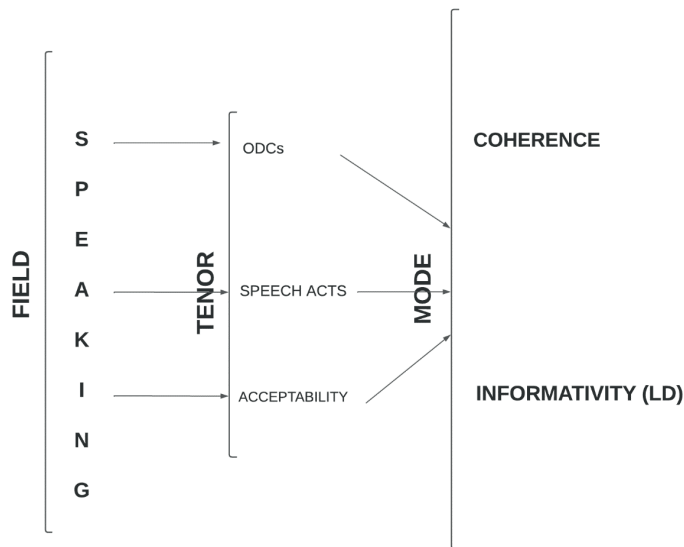 FIELD
S
P
E
A
K
I
N
G
TENOR
ODCs
SPEECH ACTS
ACCEPTABILITY
MODE
COHERENCE
INFORMATIVITY (LD)